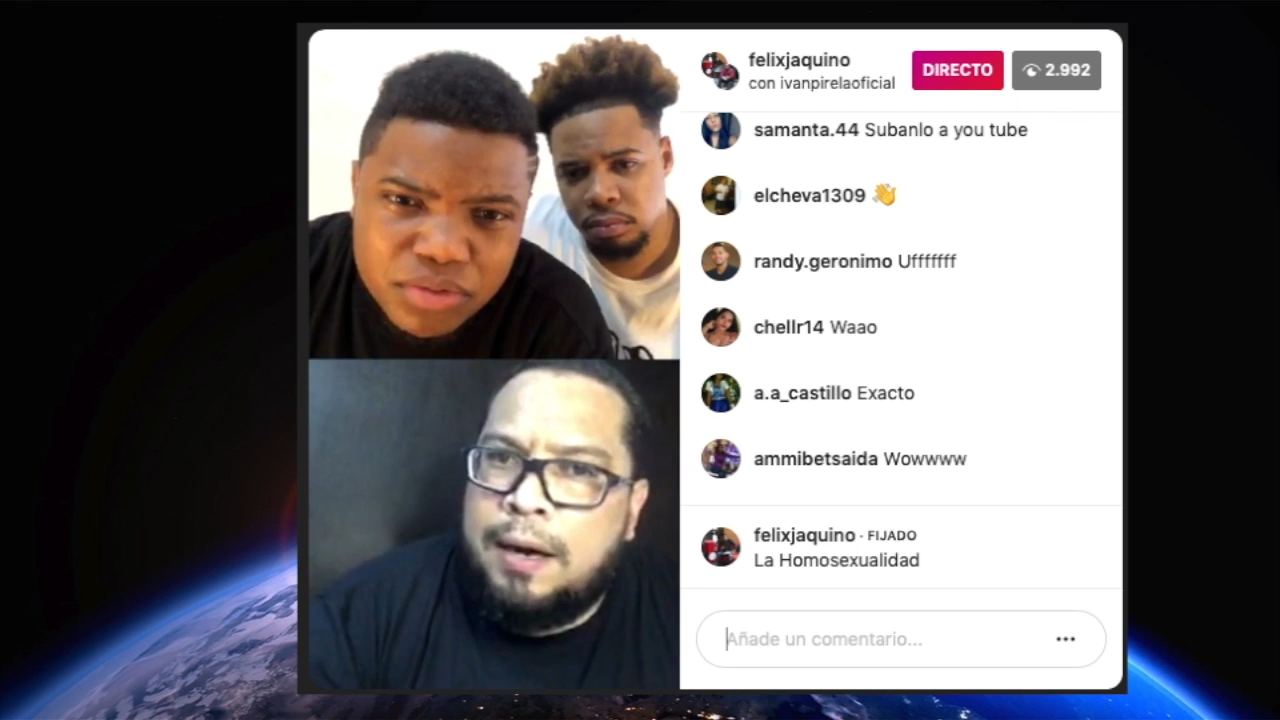 felixjaquino
con ivanpirelaoficial
DIRECTO
2.992
samanta.44 Subanlo a you tube
elcheva1309 👋
randy.geronimo Ufffffff
chellr14 Waao
a.a_castillo Exacto
ammibetsaida Wowwww
felixjaquino · FIJADO
La Homosexualidad
Añade un comentario...